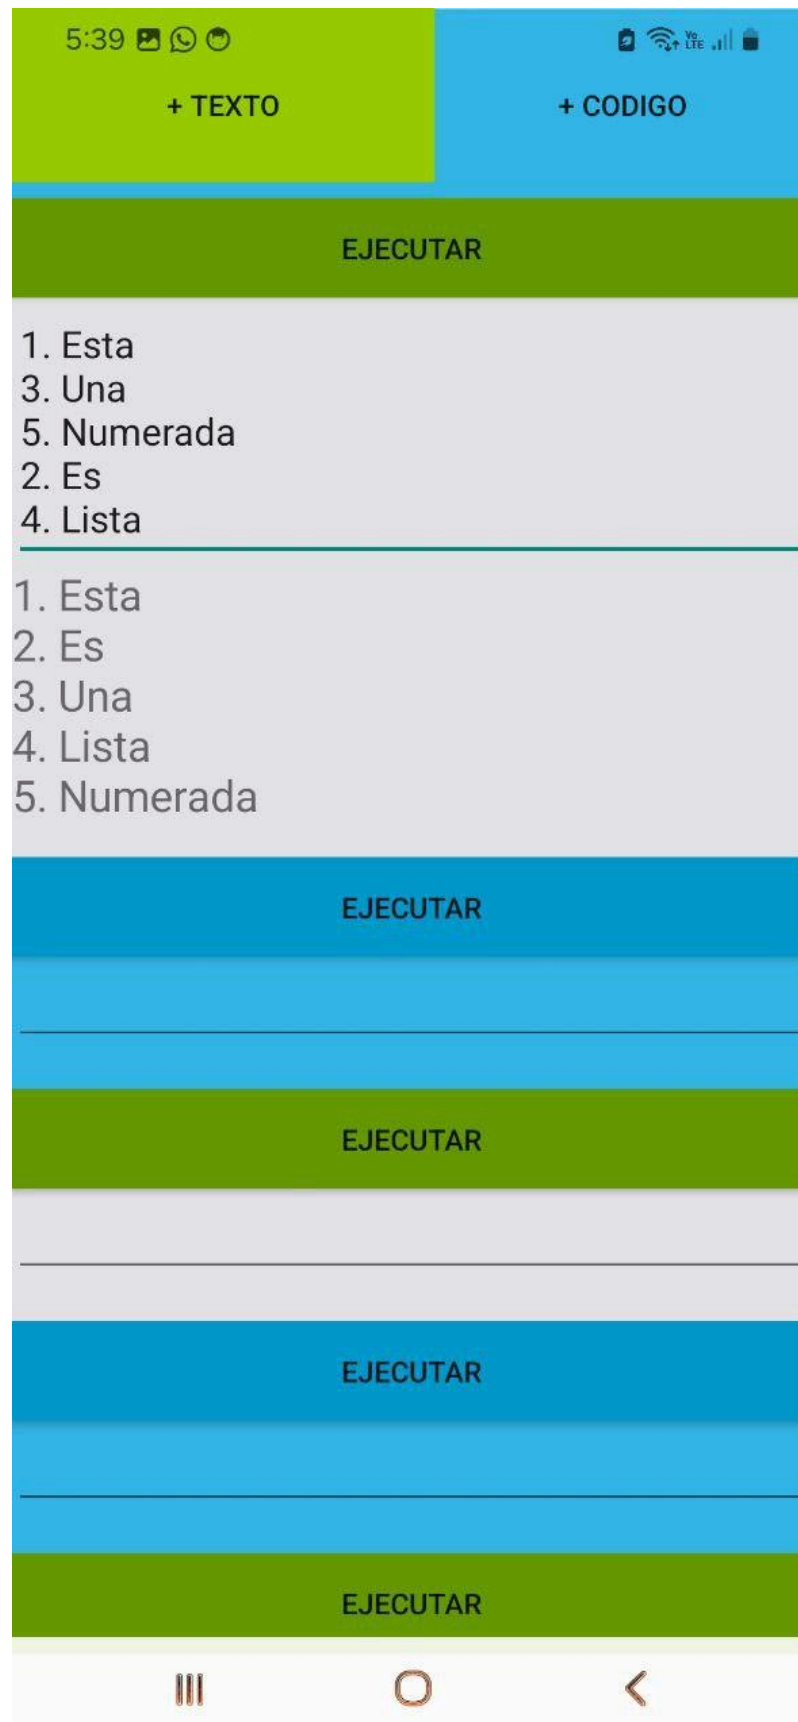 5:39
+ TEXTO
+ CODIGO
EJECUTAR
1. Esta
3. Una
5. Numerada
2. Es
4. Lista
1. Esta
2. Es
3. Una
4. Lista
5. Numerada
EJECUTAR
EJECUTAR
EJECUTAR
EJECUTAR